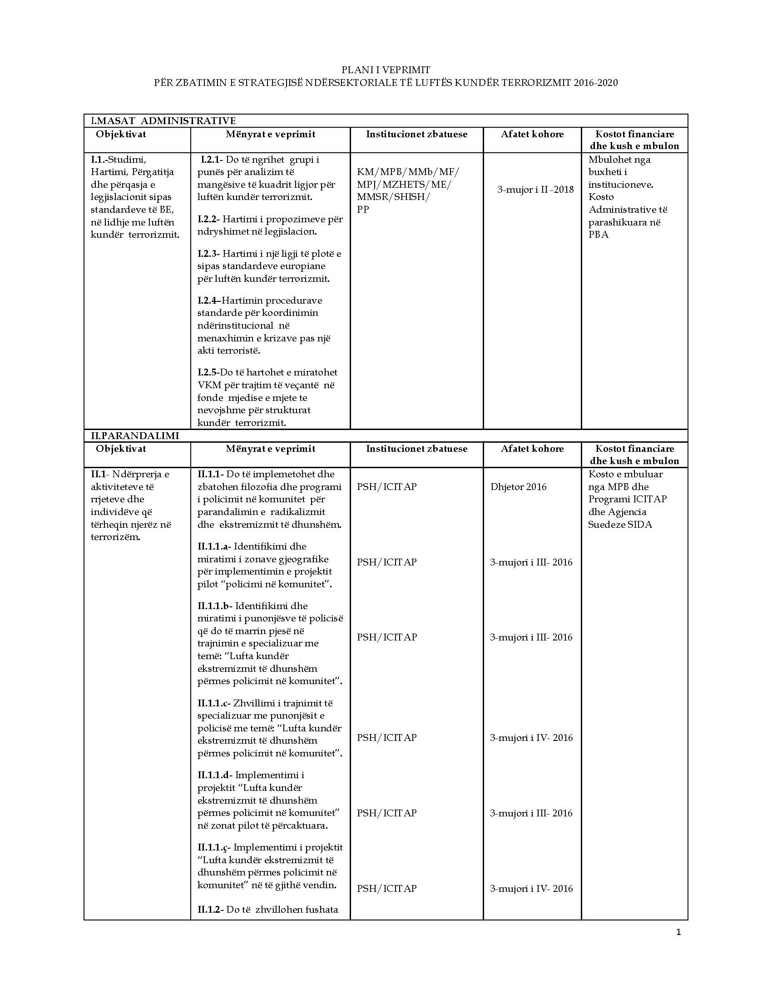 PLANI I VEPRIMIT
PËR ZBATIMIN E STRATEGJISË NDËRSEKTORIALE TË LUFTËS KUNDËR TERRORIZMIT 2016-2020
I.MASAT ADMINISTRATIVE
Objektivat
Mënyrat e veprimit
Institucionet zbatuese
Afatet kohore
Kostot financiare
dhe kush e mbulon
I.1.-Studimi,
Hartimi, Përgatitja
dhe përqasja e
legjislacionit sipas
standardeve të BE,
në lidhje me luftën
kundër terrorizmit.
I.2.1- Do të ngrihet grupi i
punës për analizim të
mangësive të kuadrit ligjor për
luftën kundër terrorizmit.
I.2.2- Hartimi i propozimeve për
ndryshimet në legjislacion.
I.2.3- Hartimi i një ligji të plotë e
sipas standardeve europiane
për luftën kundër terrorizmit.
I.2.4–Hartimin procedurave
standarde për koordinimin
ndërinstitucional në
menaxhimin e krizave pas një
akti terroristë.
I.2.5-Do të hartohet e miratohet
VKM për trajtim të veçantë në
fonde mjedise e mjete te
nevojshme për strukturat
kundër terrorizmit.
KM/MPB/MMb/MF/
MPJ/MZHETS/ME/
MMSR/SHISH/
PP
3-mujor i II -2018
Mbulohet nga
buxheti i
institucioneve.
Kosto
Administrative të
parashikuara në
PBA
II.PARANDALIMI
Objektivat
Mënyrat e veprimit
Institucionet zbatuese
Afatet kohore
Kostot financiare
dhe kush e mbulon
II.1- Ndërprerja e
aktiviteteve të
rrjeteve dhe
individëve që
tërheqin njerëz në
terrorizëm.
II.1.1- Do të implemetohet dhe
zbatohen filozofia dhe programi
i policimit në komunitet për
parandalimin e radikalizmit
dhe ekstremizmit të dhunshëm.
II.1.1.a- Identifikimi dhe
miratimi i zonave gjeografike
për implementimin e projektit
pilot “policimi në komunitet”.
II.1.1.b- Identifikimi dhe
miratimi i punonjësve të policisë
që do të marrin pjesë në
trajnimin e specializuar me
temë: “Lufta kundër
ekstremizmit të dhunshëm
përmes policimit në komunitet”.
II.1.1.c- Zhvillimi i trajnimit të
specializuar me punonjësit e
policisë me temë: “Lufta kundër
ekstremizmit të dhunshëm
përmes policimit në komunitet”.
II.1.1.d- Implementimi i
projektit “Lufta kundër
ekstremizmit të dhunshëm
përmes policimit në komunitet”
në zonat pilot të përcaktuara.
II.1.1.ç- Implementimi i projektit
“Lufta kundër ekstremizmit të
dhunshëm përmes policimit në
komunitet” në të gjithë vendin.
II.1.2- Do të zhvillohen fushata
PSH/ICITAP
PSH/ICITAP
PSH/ICITAP
PSH/ICITAP
PSH/ICITAP
PSH/ICITAP
Dhjetor 2016
3-mujori i III- 2016
3-mujori i III- 2016
3-mujori i IV- 2016
3-mujori i III- 2016
3-mujori i IV- 2016
Kosto e mbuluar
nga MPB dhe
Programi ICITAP
dhe Agjencia
Suedeze SIDA
1